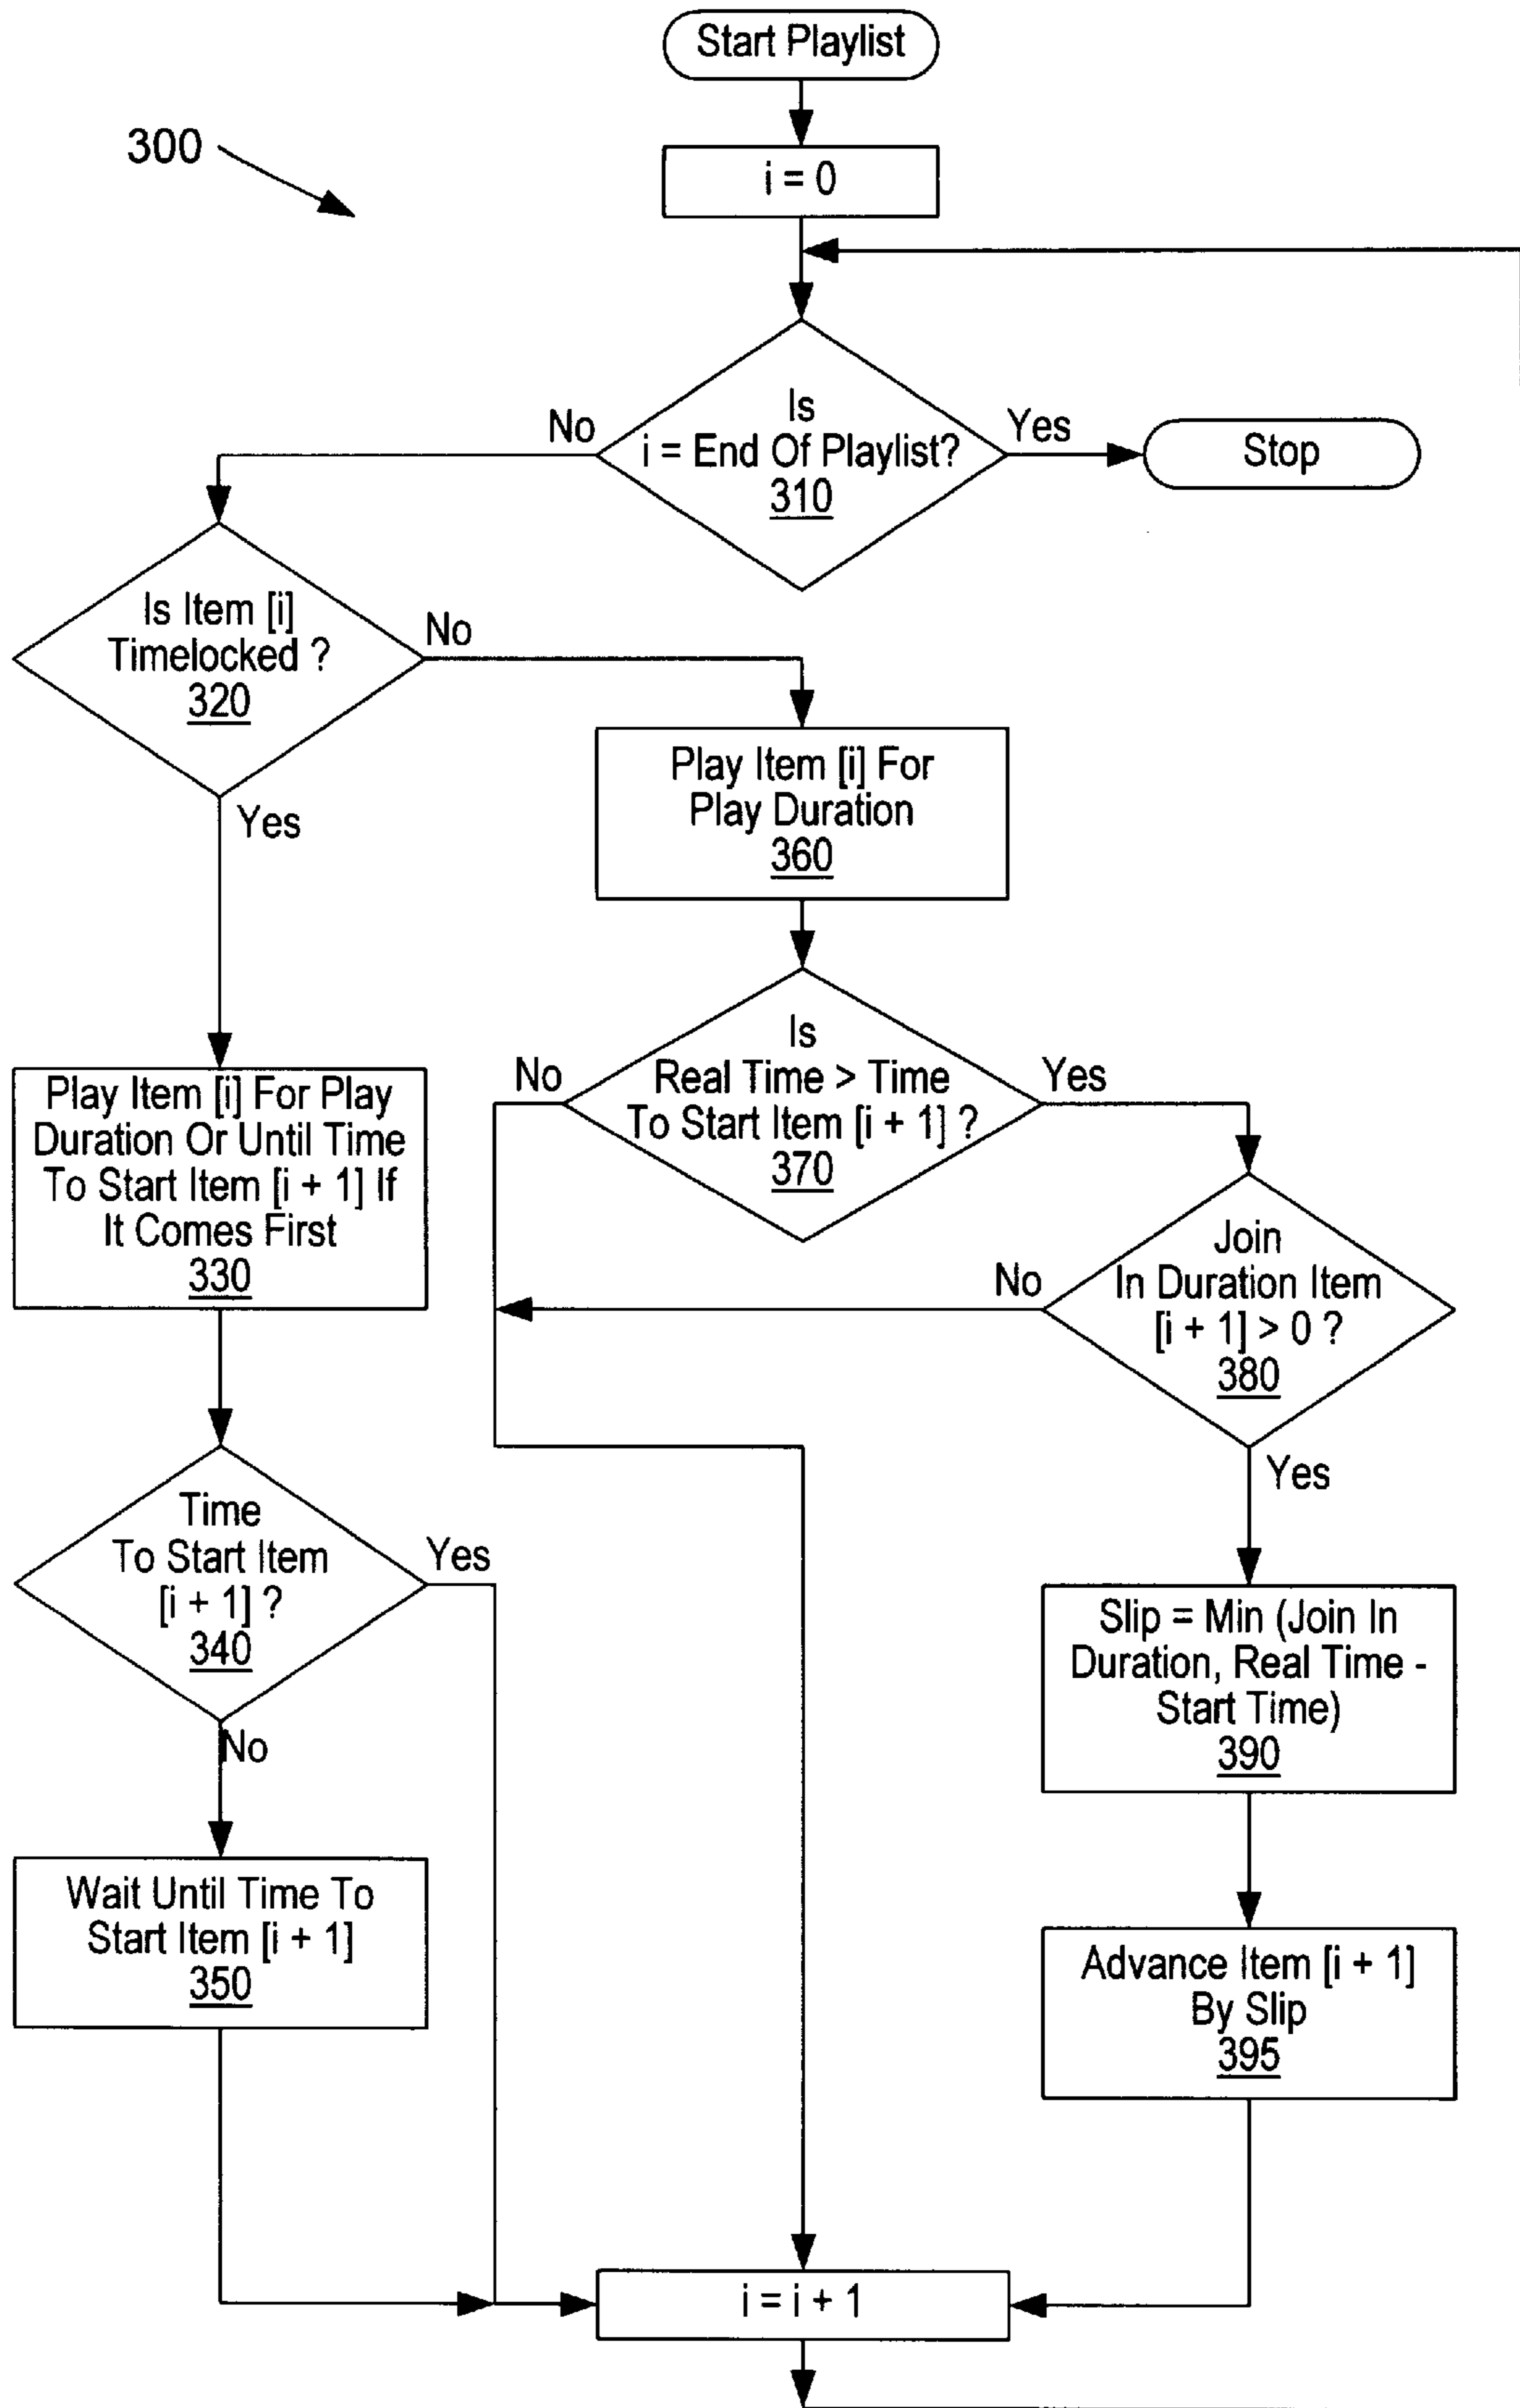 Start Playlist
300
i = 0
Is
i = End Of Playlist?
310
No
Yes
Stop
Is Item [i]
Timelocked ?
320
No
Yes
Play Item [i] For
Play Duration
360
Is
Real Time > Time
To Start Item [i + 1] ?
370
No
Yes
Play Item [i] For Play
Duration Or Until Time
To Start Item [i + 1] If
It Comes First
330
Join
In Duration Item
[i + 1] > 0 ?
380
No
Yes
Time
To Start Item
[i + 1] ?
340
Yes
No
Slip = Min (Join In
Duration, Real Time -
Start Time)
390
Wait Until Time To
Start Item [i + 1]
350
Advance Item [i + 1]
By Slip
395
i = i + 1